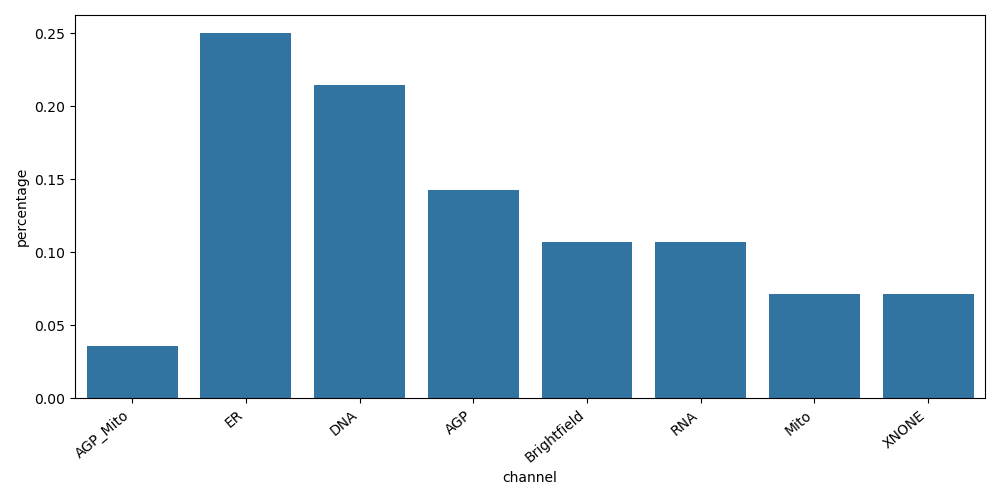 percentage
0.25
0.20
0.15
0.10
0.05
0.00
AGP_Mito
ER
DNA
AGP
Brightfield
RNA
Mito
XNONE
channel